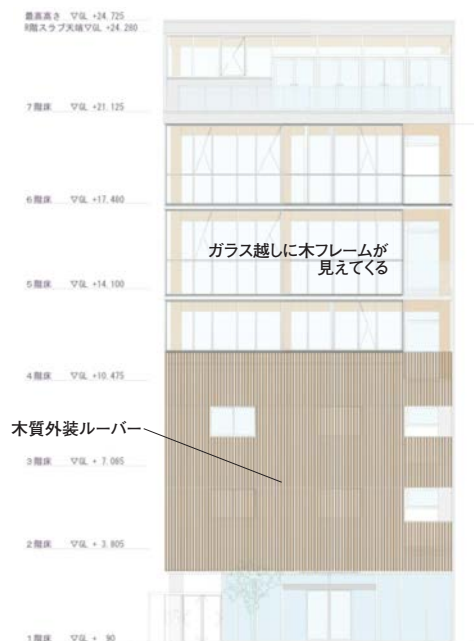 最高高さ ▽GL +24.725
R階スラブ天端▽GL +24.280
7階床 ▽GL +21.125
6階床 ▽GL +17.480
ガラス越しに木フレームが
見えてくる
5階床 ▽GL +14.100
4階床 ▽GL +10.475
木質外装ルーバー
3階床 ▽GL + 7.065
2階床 ▽GL + 3.805
1階床 ▽GL + 90